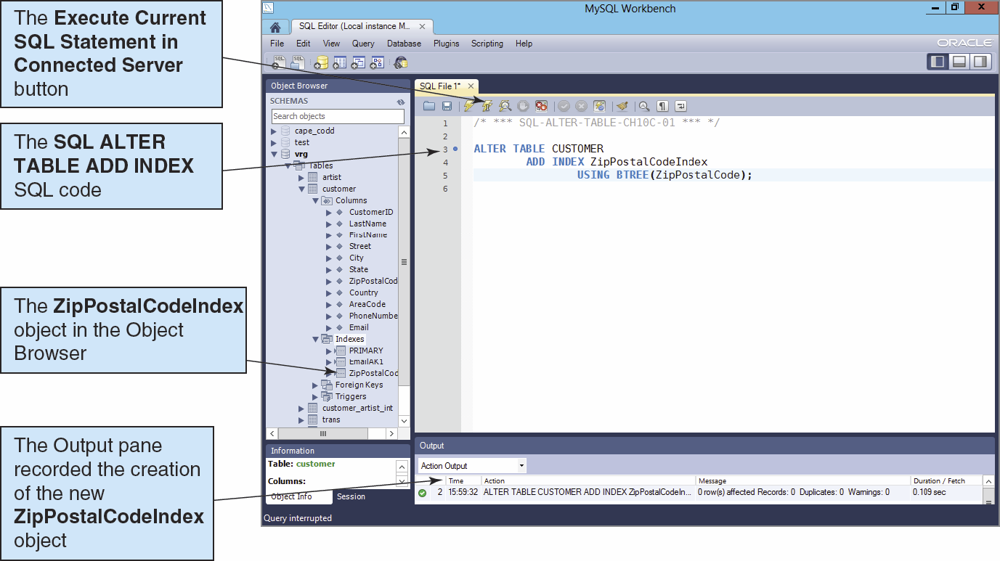 The Execute Current
SQL Statement in
Connected Server
button
The SQL ALTER
TABLE ADD INDEX
SQL code
The ZipPostalCodeIndex
object in the Object
Browser
The Output pane
recorded the creation
of the new
ZipPostalCodeIndex
object
MySQL Workbench
SQL Editor (Local instance M...
File Edit View Query Database Plugins Scripting Help
ORACLE
SQL SQL
Object Browser
SCHEMAS
Search objects
cape_codd
test
vrg
Tables
artist
customer
Columns
CustomerID
LastName
FirstName
Street
City
State
ZipPostalCod
Country
AreaCode
PhoneNumbe
Email
Indexes
PRIMARY
EmailAK1
ZipPostalCod
Foreign Keys
Triggers
customer_artist_int
trans
Information
Table: customer
Columns:
Object Info Session
Query interrupted
SQL File 1*
1 /* *** SQL-ALTER-TABLE-CH10C-01 *** */
2
3 ALTER TABLE CUSTOMER
4 ADD INDEX ZipPostalCodeIndex
5 USING BTREE(ZipPostalCode);
6
Output
Action Output
Time Action Message Duration / Fetch
2 15:59:32 ALTER TABLE CUSTOMER ADD INDEX ZipPostalCodeIn... 0 row(s) affected Records: 0 Duplicates: 0 Warnings: 0 0.109 sec